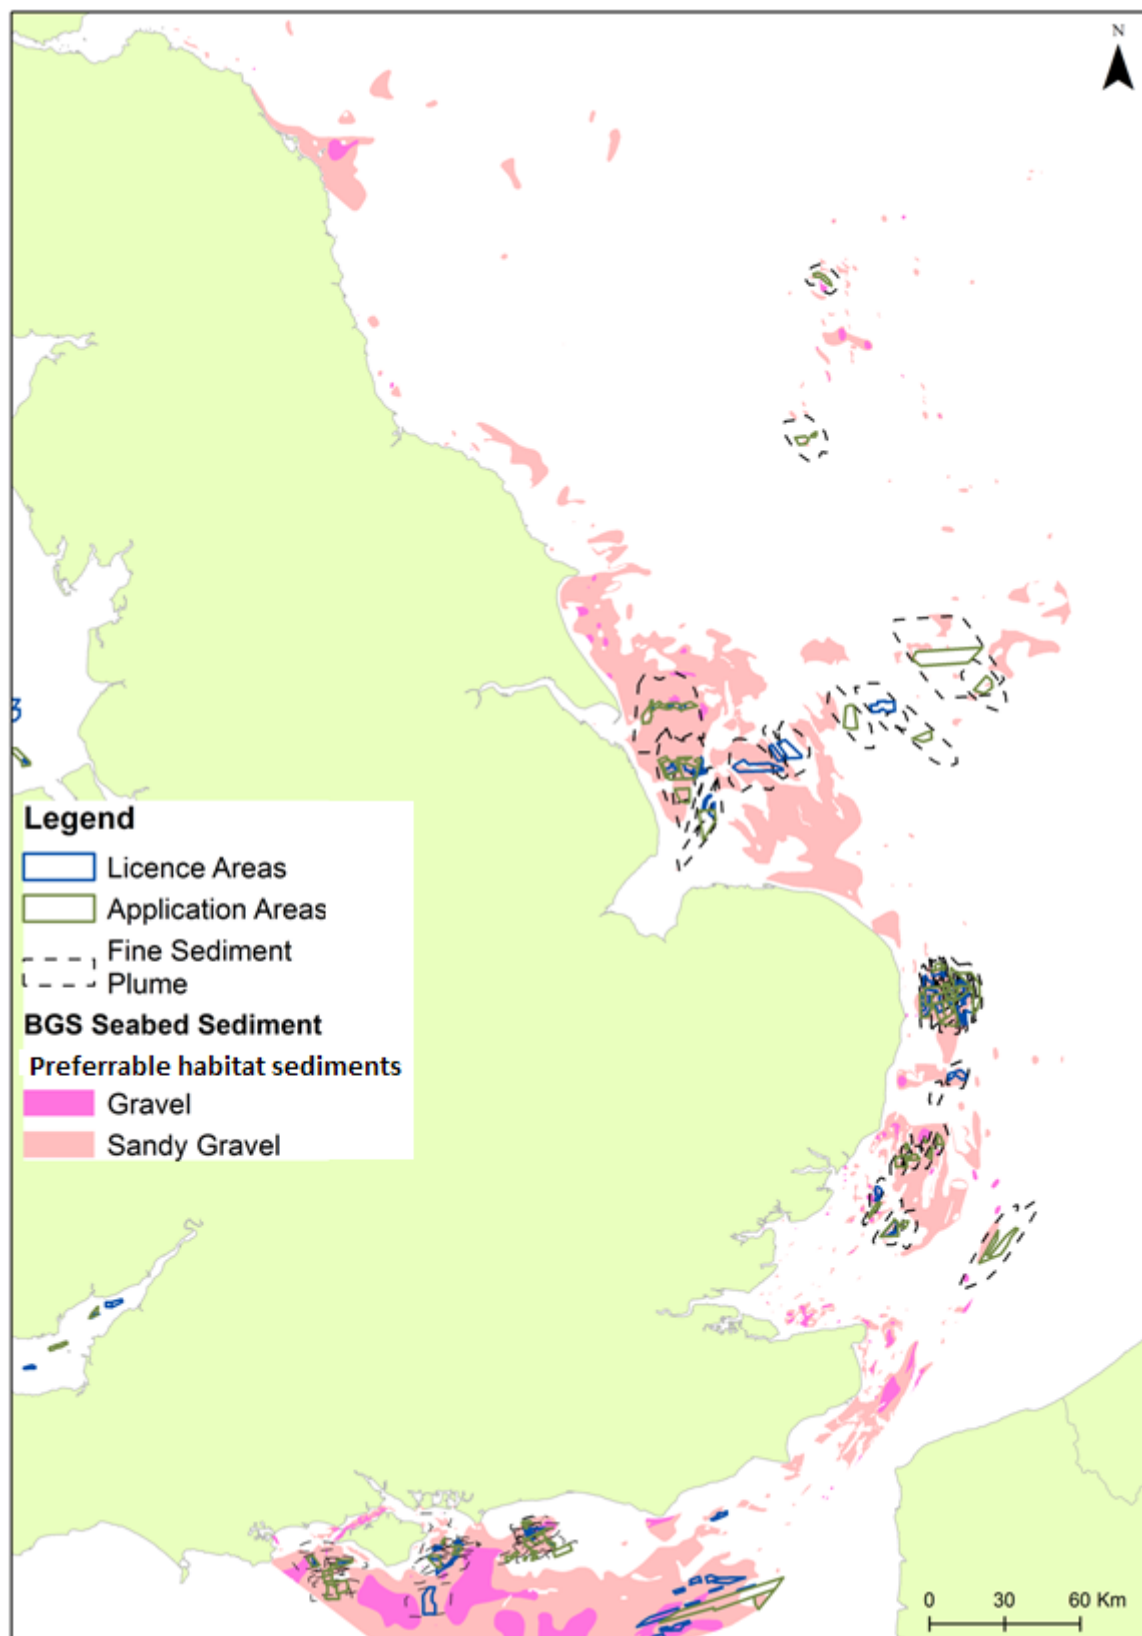 N
Legend
Licence Areas
Application Areas
Fine Sediment
Plume
BGS Seabed Sediment
Preferrable habitat sediments
Gravel
Sandy Gravel
0 30 60 Km